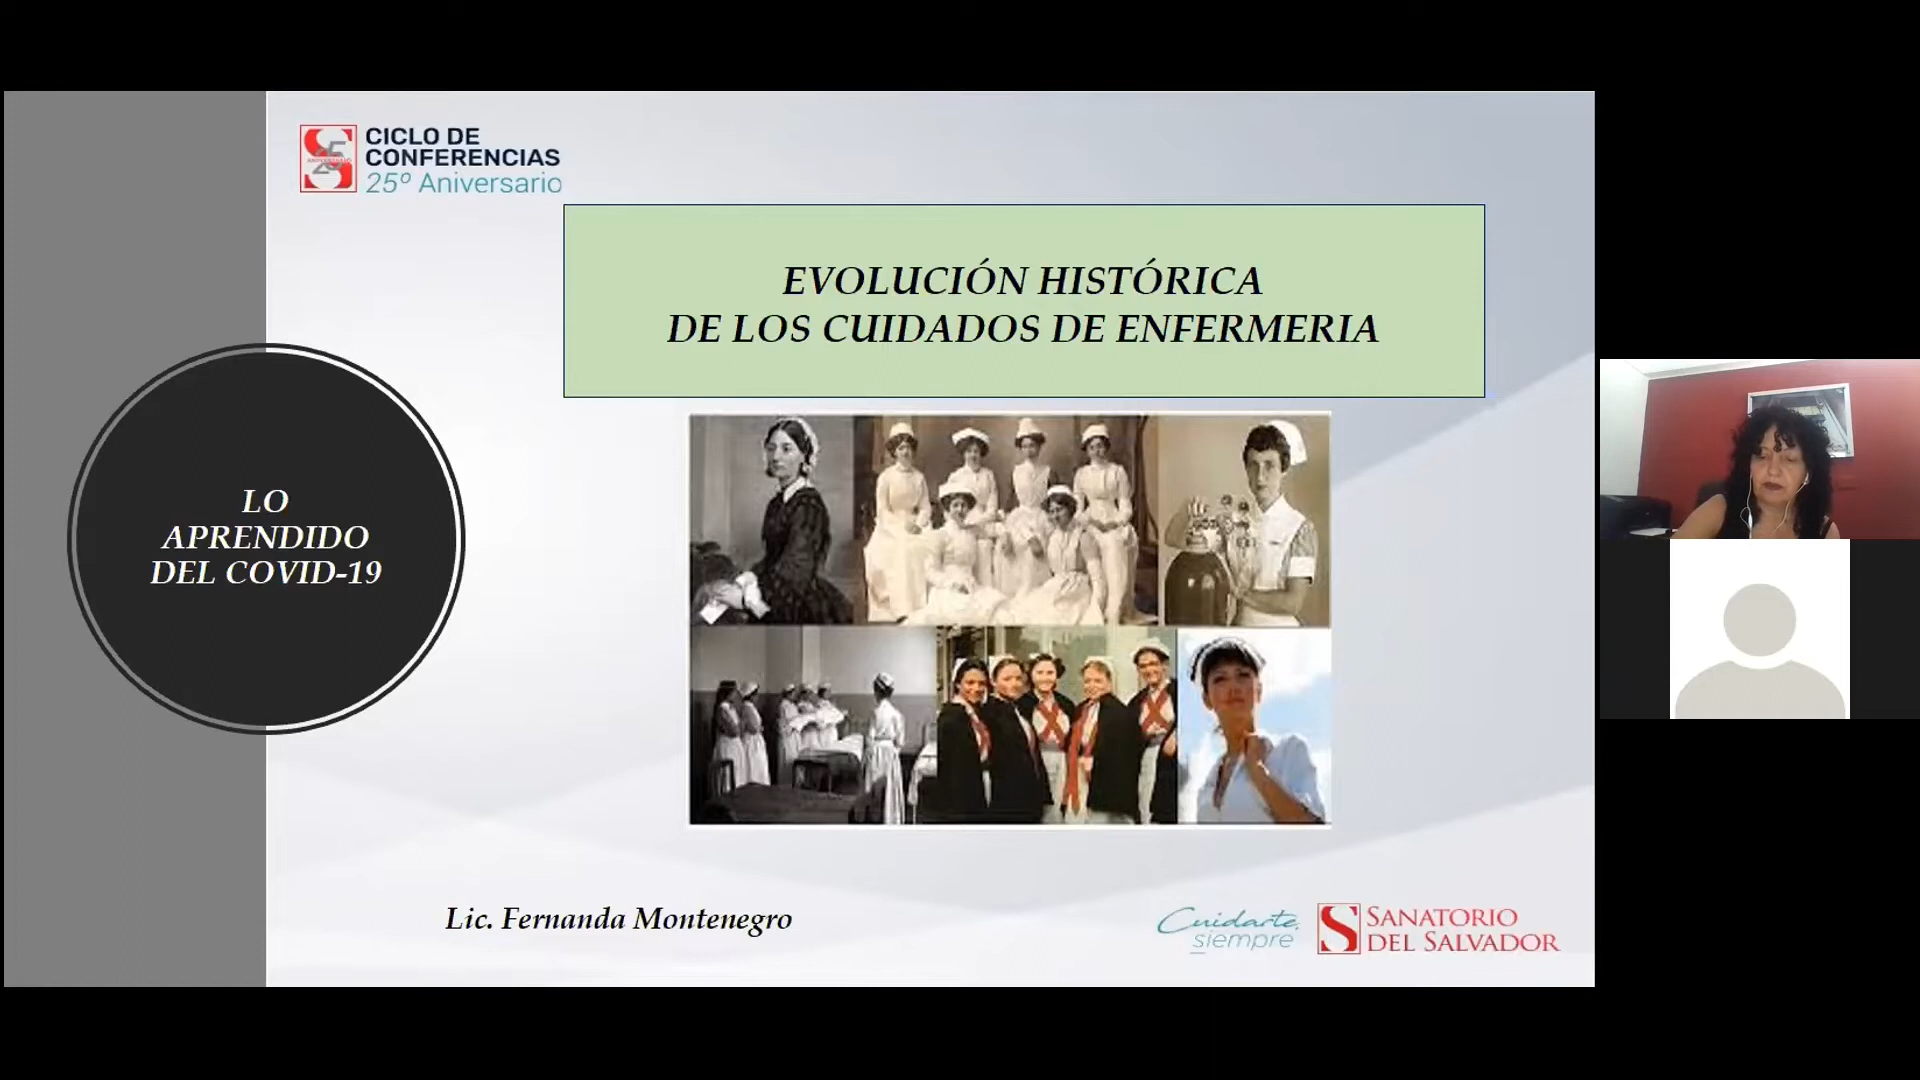 CICLO DE
CONFERENCIAS
25º Aniversario
EVOLUCIÓN HISTÓRICA
DE LOS CUIDADOS DE ENFERMERIA
LO
APRENDIDO
DEL COVID-19
Lic. Fernanda Montenegro
Cuidarte
siempre
SANATORIO
DEL SALVADOR